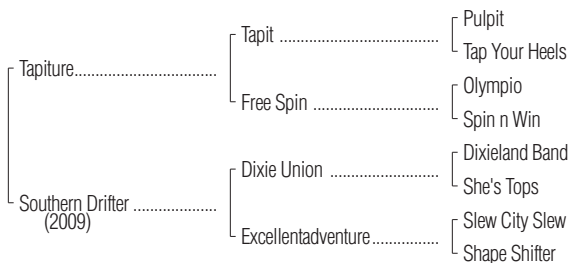 Pulpit
Tapit ........................................
Tap Your Heels
Tapiture....................................
Olympio
Free Spin ................................
Spin n Win
Dixieland Band
Dixie Union ...........................
She's Tops
Southern Drifter .....................
(2009)
Slew City Slew
Excellentadventure.................
Shape Shifter